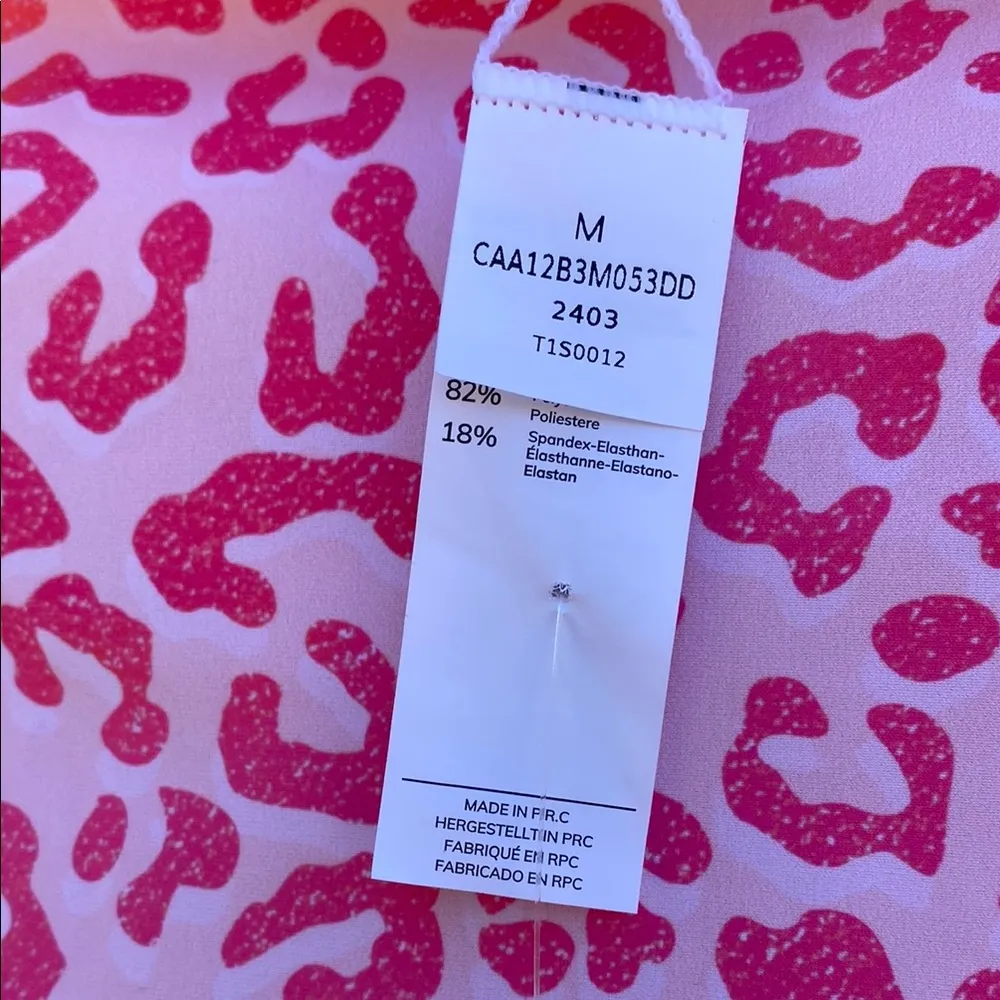 M
CAA12B3M053DD
2403
T1S0012
82%
Poliestere
18% Spandex-Elasthan-
Élasthanne-Elastano-
Elastan
MADE IN P.R.C
HERGESTELLT IN PRC
FABRIQUÉ EN RPC
FABRICADO EN RPC